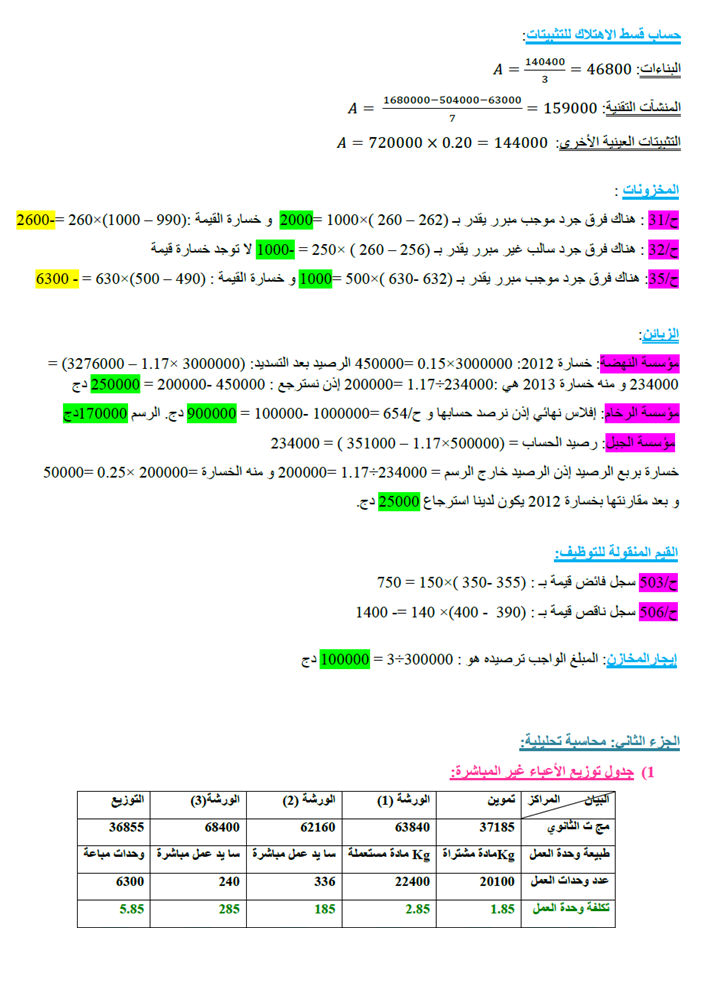 حساب قسط الاهتلاك للتثبيتات:
البناءات: A = 140400/3 = 46800
المنشآت التقنية: A = (1680000−504000−63000)/7 = 159000
التثبيتات العينية الأخرى: A = 720000 × 0.20 = 144000
المخزونات :
ح/31 : هناك فرق جرد موجب مبرر يقدر بـ (262 – 260 )×1000 =2000 و خسارة القيمة :(990 – 1000)×260 =-2600
ح/32 : هناك فرق جرد سالب غير مبرر يقدر بـ (256 – 260 ) ×250 = -1000 لا توجد خسارة قيمة
ح/35: هناك فرق جرد موجب مبرر يقدر بـ (632 -630 )×500 =1000 و خسارة القيمة : (490 – 500)×630 = - 6300
الزبائن:
مؤسسة النهضة: خسارة 2012: 3000000×0.15 =450000 الرصيد بعد التسديد: (3000000 ×1.17 – 3276000) =
234000 و منه خسارة 2013 هي :234000÷1.17 =200000 إذن نسترجع : 450000 -200000 = 250000 دج
مؤسسة الرخام: إفلاس نهائي إذن نرصد حسابها و ح/654 =1000000 -100000 = 900000 دج. الرسم 170000دج
مؤسسة الجبل: رصيد الحساب = (500000×1.17 – 351000 ) = 234000
خسارة بربع الرصيد إذن الرصيد خارج الرسم = 234000÷1.17 =200000 و منه الخسارة =200000 ×0.25 =50000
و بعد مقارنتها بخسارة 2012 يكون لدينا استرجاع 25000 دج.
القيم المنقولة للتوظيف:
ح/503 سجل فائض قيمة بـ : (355 -350 )×150 = 750
ح/506 سجل ناقص قيمة بـ : (390 - 400)× 140 =- 1400
إيجار المخازن: المبلغ الواجب ترصيده هو : 300000÷3 = 100000 دج
الجزء الثاني: محاسبة تحليلية:
1) جدول توزيع الأعباء غير المباشرة:
البيان المراكز تموين الورشة (1) الورشة (2) الورشة(3) التوزيع
مج ت الثانوي 37185 63840 62160 68400 36855
طبيعة وحدة العمل Kgمادة مشتراة Kg مادة مستعملة سا يد عمل مباشرة سا يد عمل مباشرة وحدات مباعة
عدد وحدات العمل 20100 22400 336 240 6300
تكلفة وحدة العمل 1.85 2.85 185 285 5.85